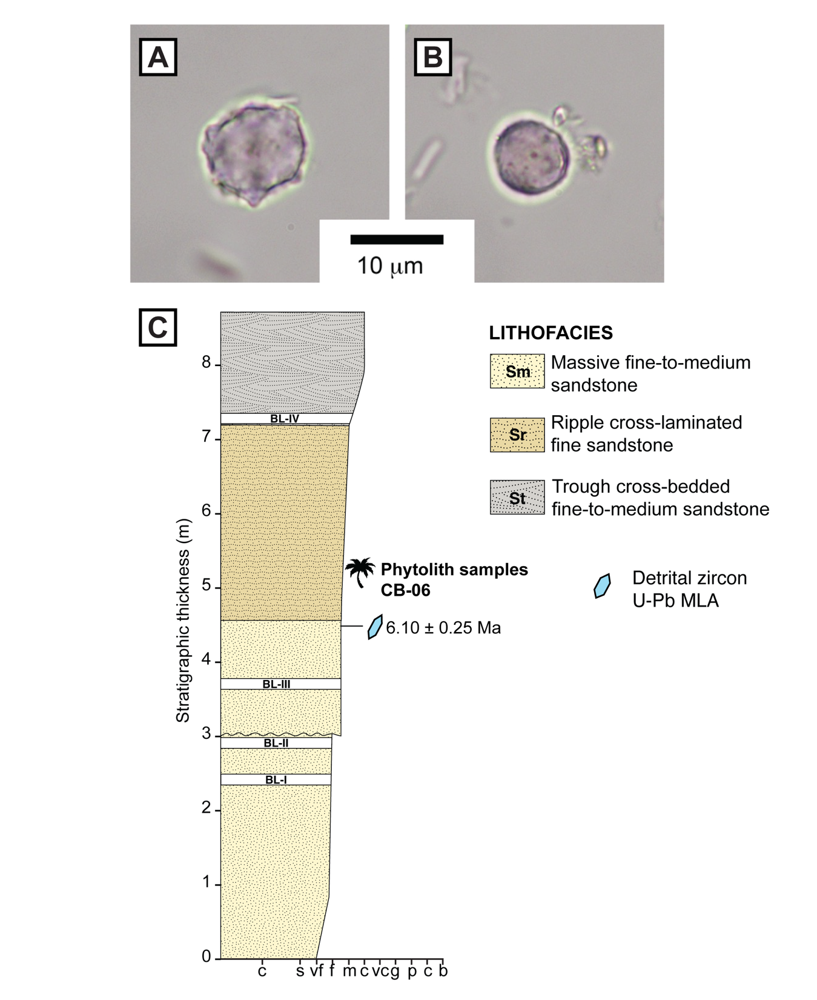 A
B
10 μm
C
LITHOFACIES
Sm
Massive fine-to-medium
sandstone
Sr
Ripple cross-laminated
fine sandstone
St
Trough cross-bedded
fine-to-medium sandstone
Detrital zircon
U-Pb MLA
Stratigraphic thickness (m)
8
BL-IV
7
6
Phytolith samples
CB-06
5
6.10 ± 0.25 Ma
4
BL-III
3
BL-II
BL-I
2
1
0
c s vf f m c vc g p c b